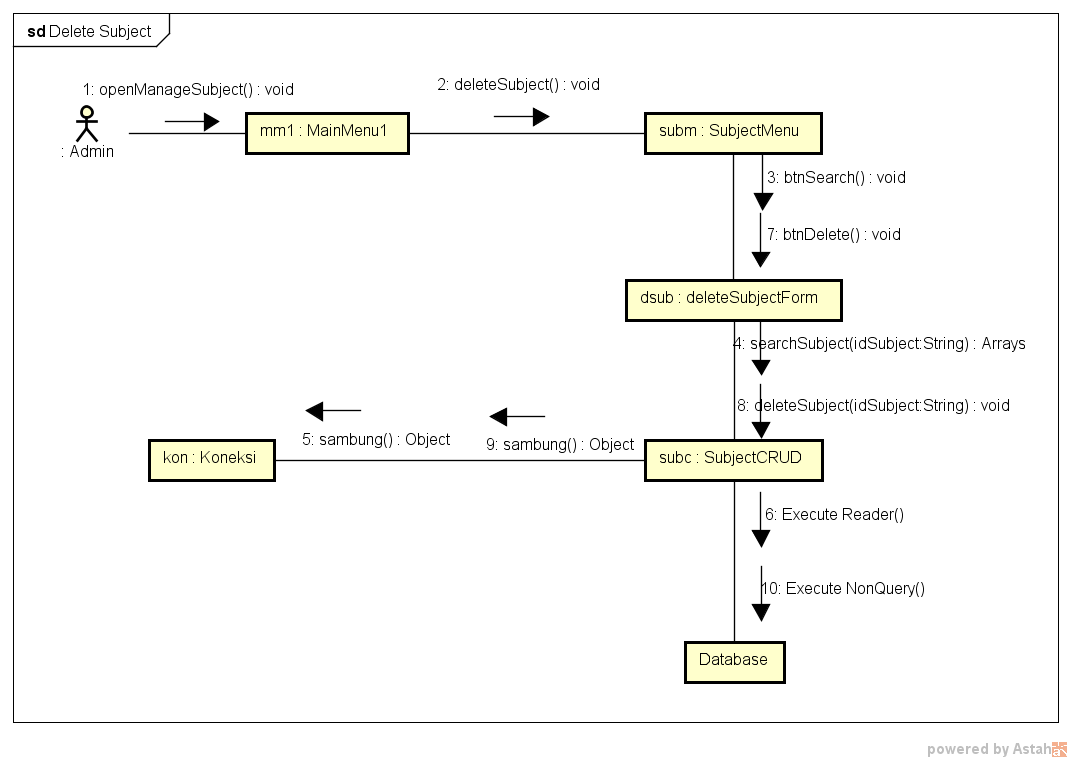 sd Delete Subject
1: openManageSubject() : void
2: deleteSubject() : void
: Admin
mm1 : MainMenu1
subm : SubjectMenu
3: btnSearch() : void
7: btnDelete() : void
dsub : deleteSubjectForm
4: searchSubject(idSubject:String) : Arrays
8: deleteSubject(idSubject:String) : void
5: sambung() : Object
9: sambung() : Object
kon : Koneksi
subc : SubjectCRUD
6: Execute Reader()
10: Execute NonQuery()
Database
powered by Astah